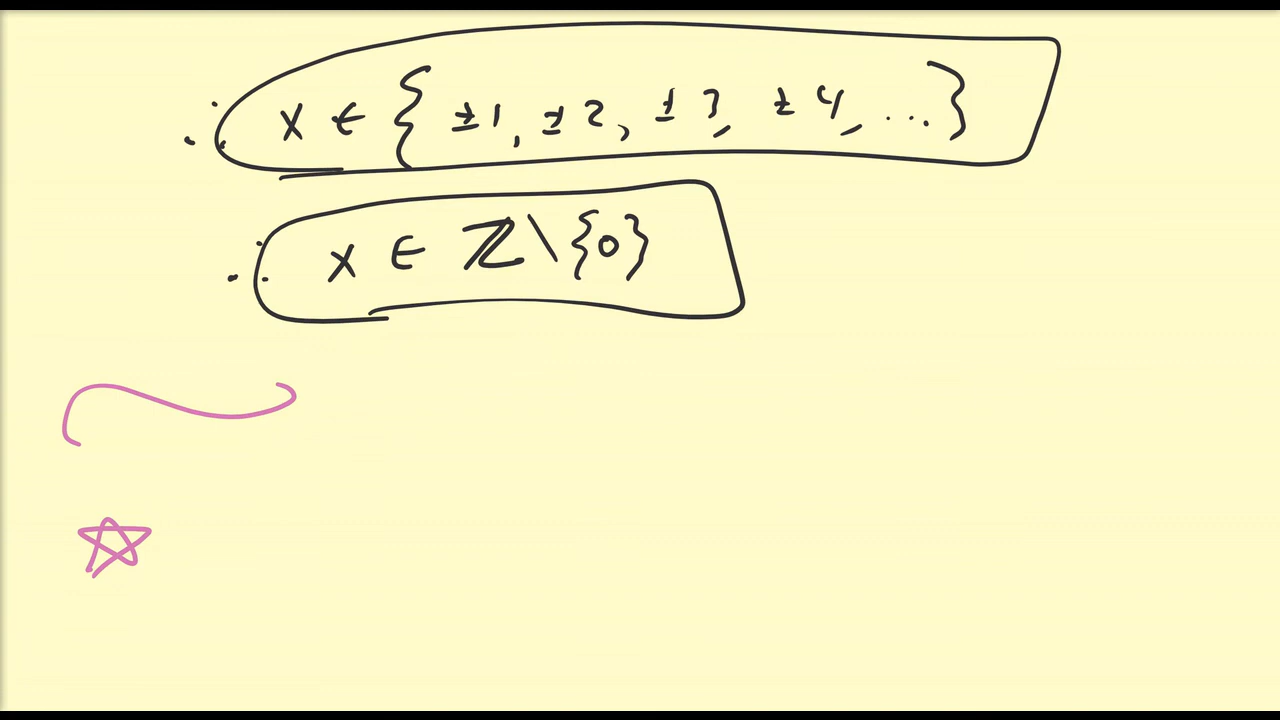 ∴ x ∈ { ±1, ±2, ±3, ±4, ... }
∴ x ∈ ℤ \ {0}